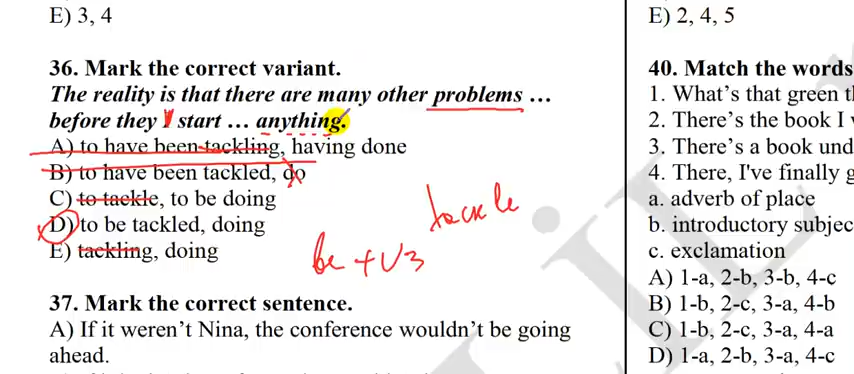 E) 3, 4
36. Mark the correct variant.
The reality is that there are many other problems …
before they start … anything.
A) to have been tackling, having done
B) to have been tackled, do
C) to tackle, to be doing
D) to be tackled, doing
E) tackling, doing
tackle
be + V3
37. Mark the correct sentence.
A) If it weren’t Nina, the conference wouldn’t be going
ahead.
E) 2, 4, 5
40. Match the words
1. What’s that green
2. There’s the book I
3. There’s a book und
4. There, I've finally g
a. adverb of place
b. introductory subjec
c. exclamation
A) 1-a, 2-b, 3-b, 4-c
B) 1-b, 2-c, 3-a, 4-b
C) 1-b, 2-c, 3-a, 4-a
D) 1-a, 2-b, 3-a, 4-c